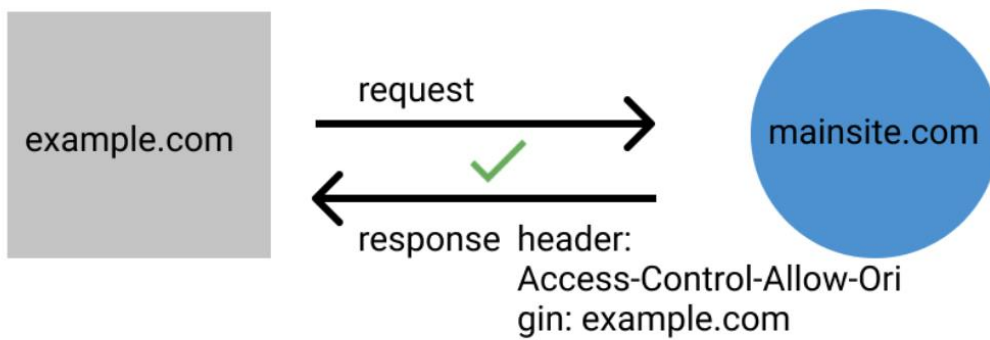 request
example.com
mainsite.com
response header:
Access-Control-Allow-Ori
gin: example.com